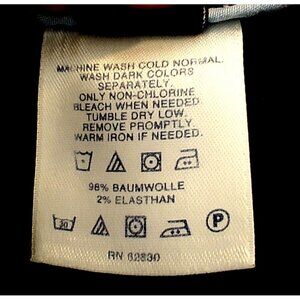 MACHINE WASH COLD NORMAL.
WASH DARK COLORS
SEPARATELY.
ONLY NON-CHLORINE
BLEACH WHEN NEEDED.
TUMBLE DRY LOW.
REMOVE PROMPTLY.
WARM IRON IF NEEDED.
98% BAUMWOLLE
2% ELASTHAN
30 P
RN 62830